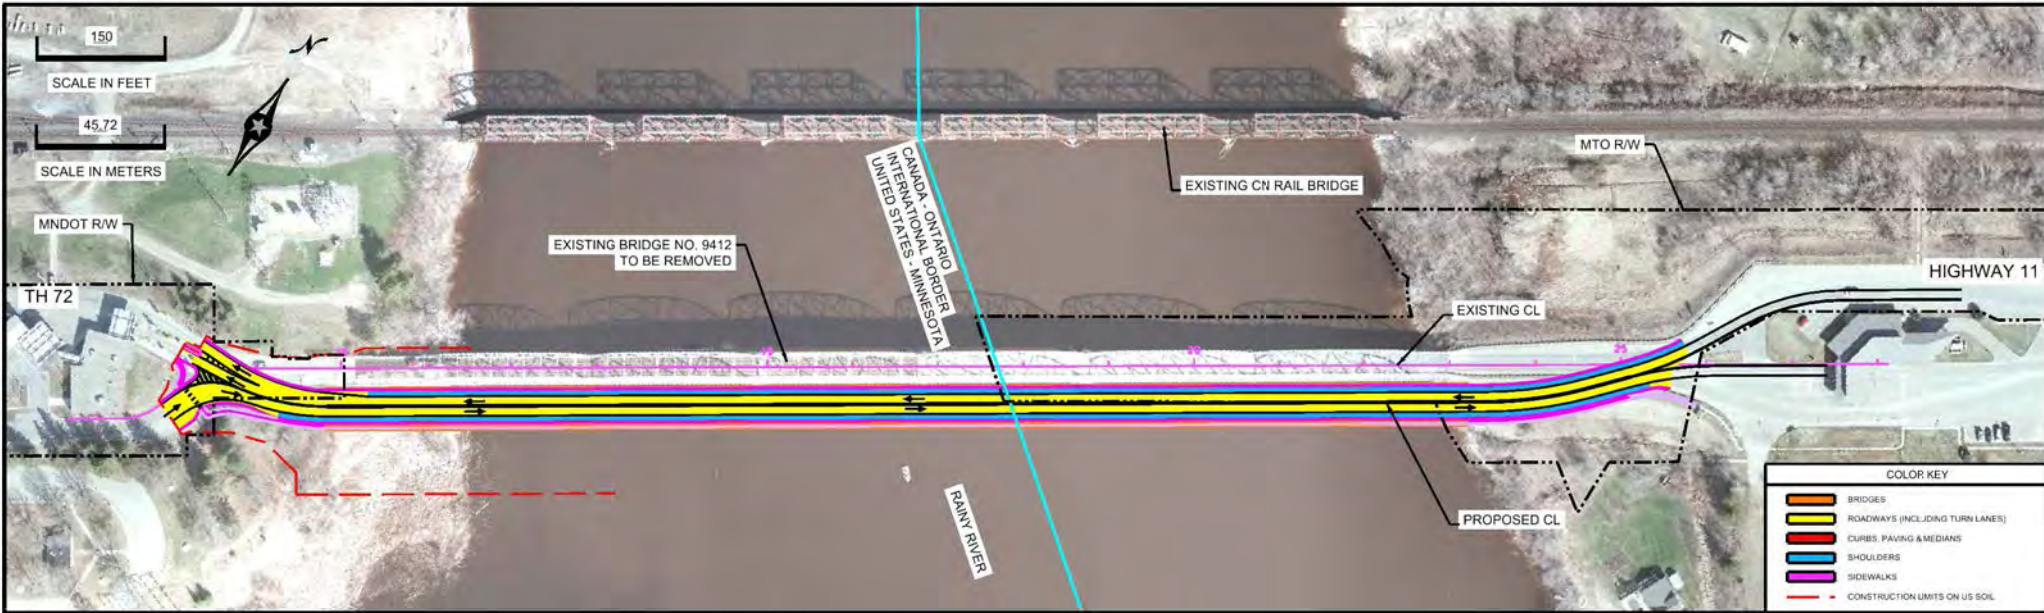 150
SCALE IN FEET
45.72
SCALE IN METERS
MNDOT R/W
TH 72
EXISTING BRIDGE NO. 9412
TO BE REMOVED
CANADA - ONTARIO
INTERNATIONAL BORDER
UNITED STATES - MINNESOTA
EXISTING CN RAIL BRIDGE
MTO R/W
HIGHWAY 11
EXISTING CL
20
25
PROPOSED CL
RAINY RIVER
COLOR KEY
BRIDGES
ROADWAYS (INCLUDING TURN LANES)
CURBS, PAVING & MEDIANS
SHOULDERS
SIDEWALKS
CONSTRUCTION LIMITS ON US SOIL